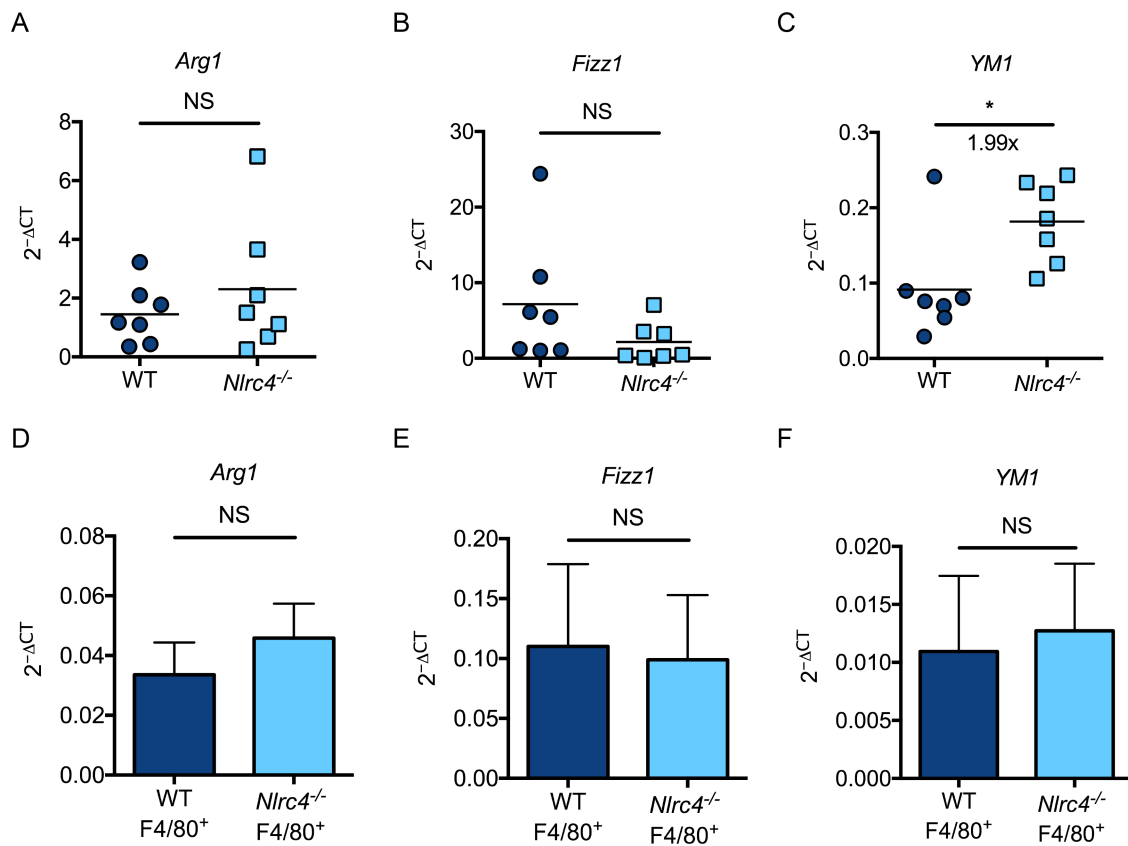 A
Arg1
NS
8
6
4
2
0
2⁻ΔCT
WT
Nlrc4-/-
B
Fizz1
NS
30
20
10
0
2⁻ΔCT
WT
Nlrc4-/-
C
YM1
*
1.99x
0.3
0.2
0.1
0.0
2⁻ΔCT
WT
Nlrc4-/-
D
Arg1
NS
0.08
0.06
0.04
0.02
0.00
2⁻ΔCT
WT
F4/80+
Nlrc4-/-
F4/80+
E
Fizz1
NS
0.20
0.15
0.10
0.05
0.00
2⁻ΔCT
WT
F4/80+
Nlrc4-/-
F4/80+
F
YM1
NS
0.020
0.015
0.010
0.005
0.000
2⁻ΔCT
WT
F4/80+
Nlrc4-/-
F4/80+